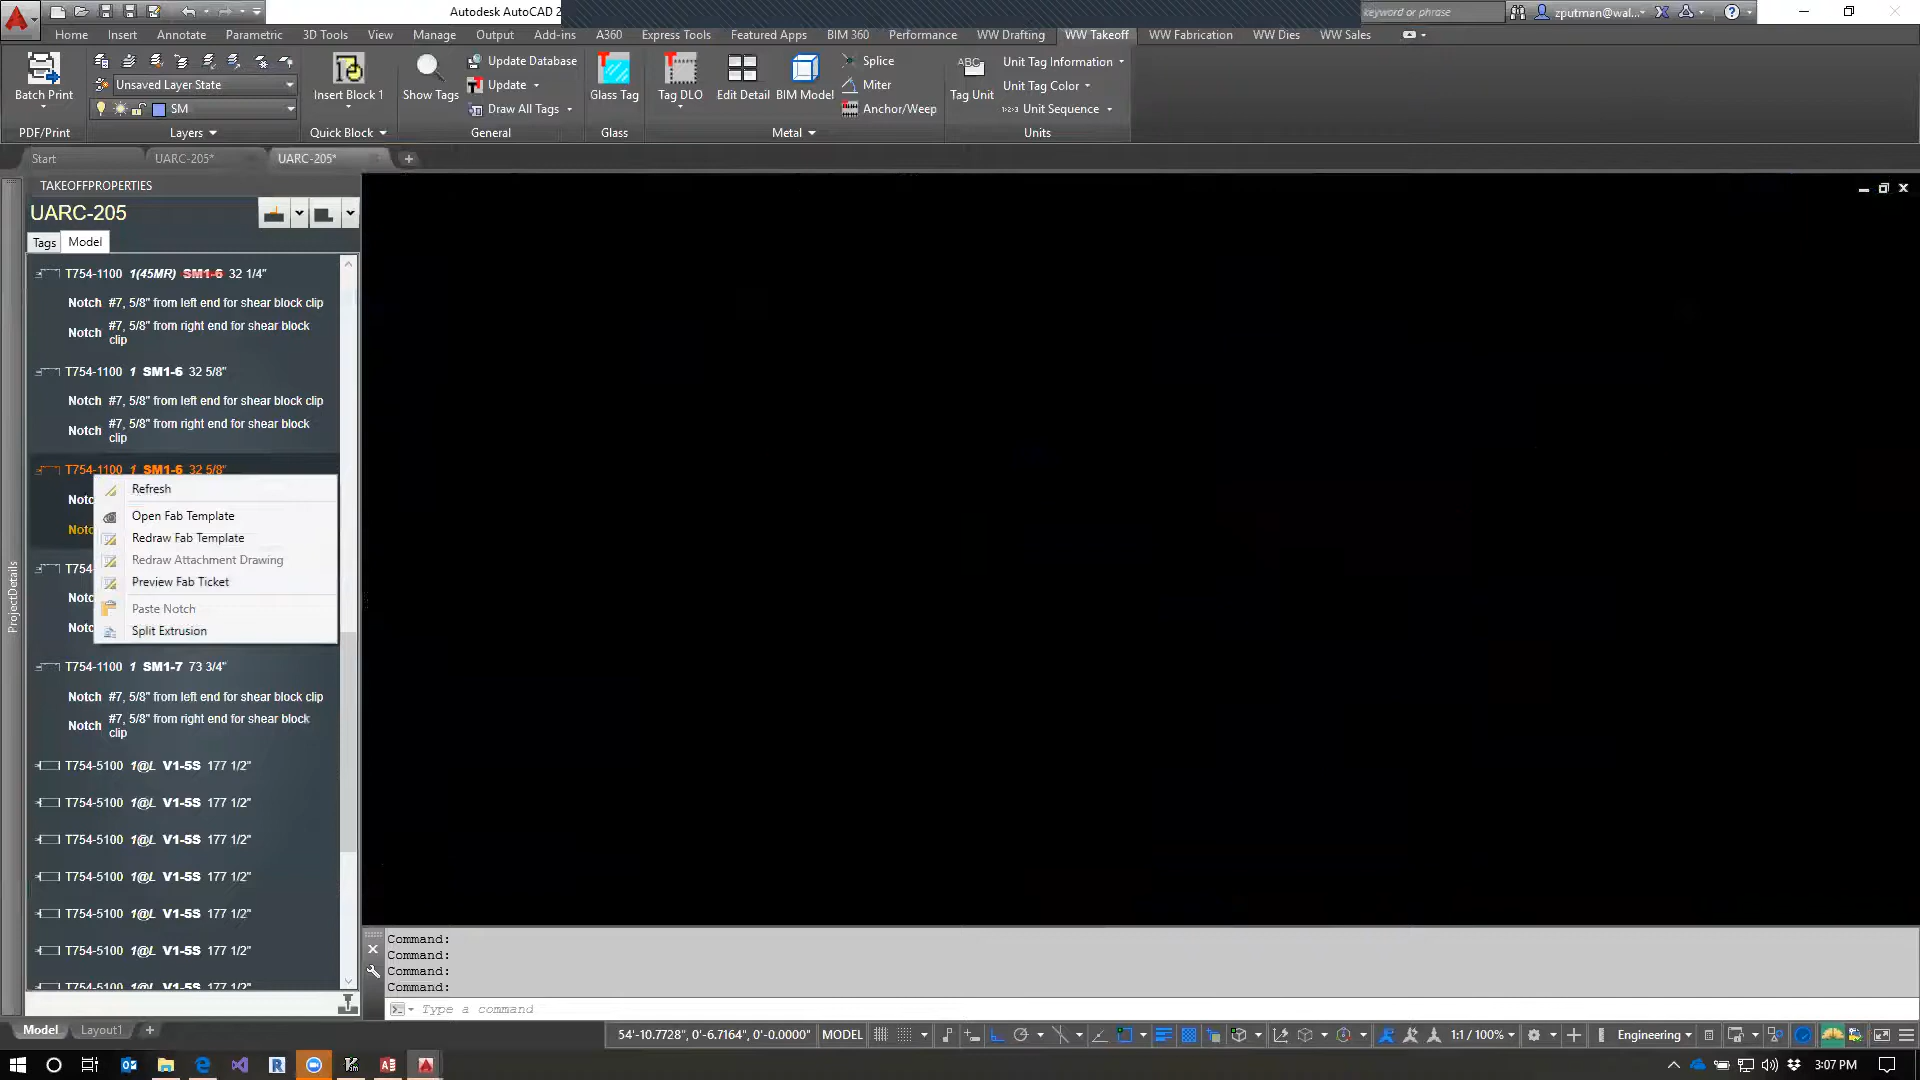 Autodesk AutoCAD 2
keyword or phrase
zputman@wal...
Home Insert Annotate Parametric 3D Tools View Manage Output Add-ins A360 Express Tools Featured Apps BIM 360 Performance WW Drafting WW Takeoff WW Fabrication WW Dies WW Sales
Batch Print
Unsaved Layer State
SM
Insert Block 1
Show Tags
Update Database
Update
Draw All Tags
Glass Tag
Tag DLO
Edit Detail
BIM Model
Splice
Miter
Anchor/Weep
ABC
Tag Unit
Unit Tag Information
Unit Tag Color
Unit Sequence
PDF/Print Layers Quick Block General Glass Metal Units
Start UARC-205* UARC-205*
TAKEOFFPROPERTIES
UARC-205
Tags Model
T754-1100 1(45MR) SM1-6 32 1/4"
Notch #7, 5/8" from left end for shear block clip
Notch #7, 5/8" from right end for shear block
clip
T754-1100 1 SM1-6 32 5/8"
Notch #7, 5/8" from left end for shear block clip
Notch #7, 5/8" from right end for shear block
clip
T754-1100 1 SM1-6 32 5/8"
Notc
Notc
T754
Notc
Notc
Refresh
Open Fab Template
Redraw Fab Template
Redraw Attachment Drawing
Preview Fab Ticket
Paste Notch
Split Extrusion
T754-1100 1 SM1-7 73 3/4"
Notch #7, 5/8" from left end for shear block clip
Notch #7, 5/8" from right end for shear block
clip
T754-5100 1@L V1-5S 177 1/2"
T754-5100 1@L V1-5S 177 1/2"
T754-5100 1@L V1-5S 177 1/2"
T754-5100 1@L V1-5S 177 1/2"
T754-5100 1@L V1-5S 177 1/2"
T754-5100 1@L V1-5S 177 1/2"
T754-5100 1@L V1-5S 177 1/2"
ProjectDetails
Command:
Command:
Command:
Command:
Type a command
Model Layout1
54'-10.7728", 0'-6.7164", 0'-0.0000" MODEL
1:1 / 100%
Engineering
3:07 PM